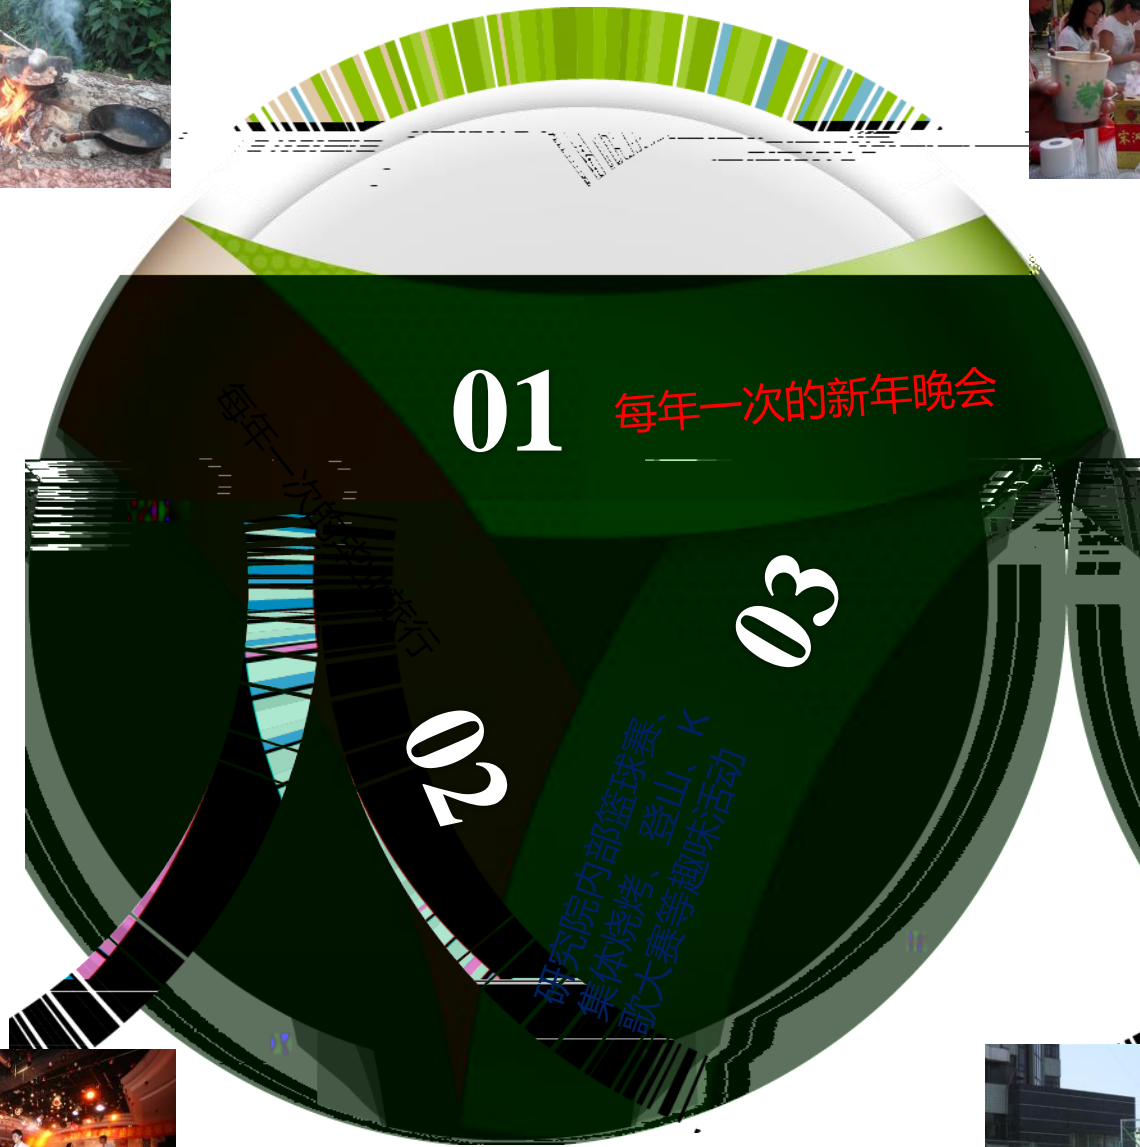 01
每年一次的新年晚会
每年一次的
旅行
02
03
研究院内部篮球赛、
集体烧烤、登山、K
歌大赛等趣味活动